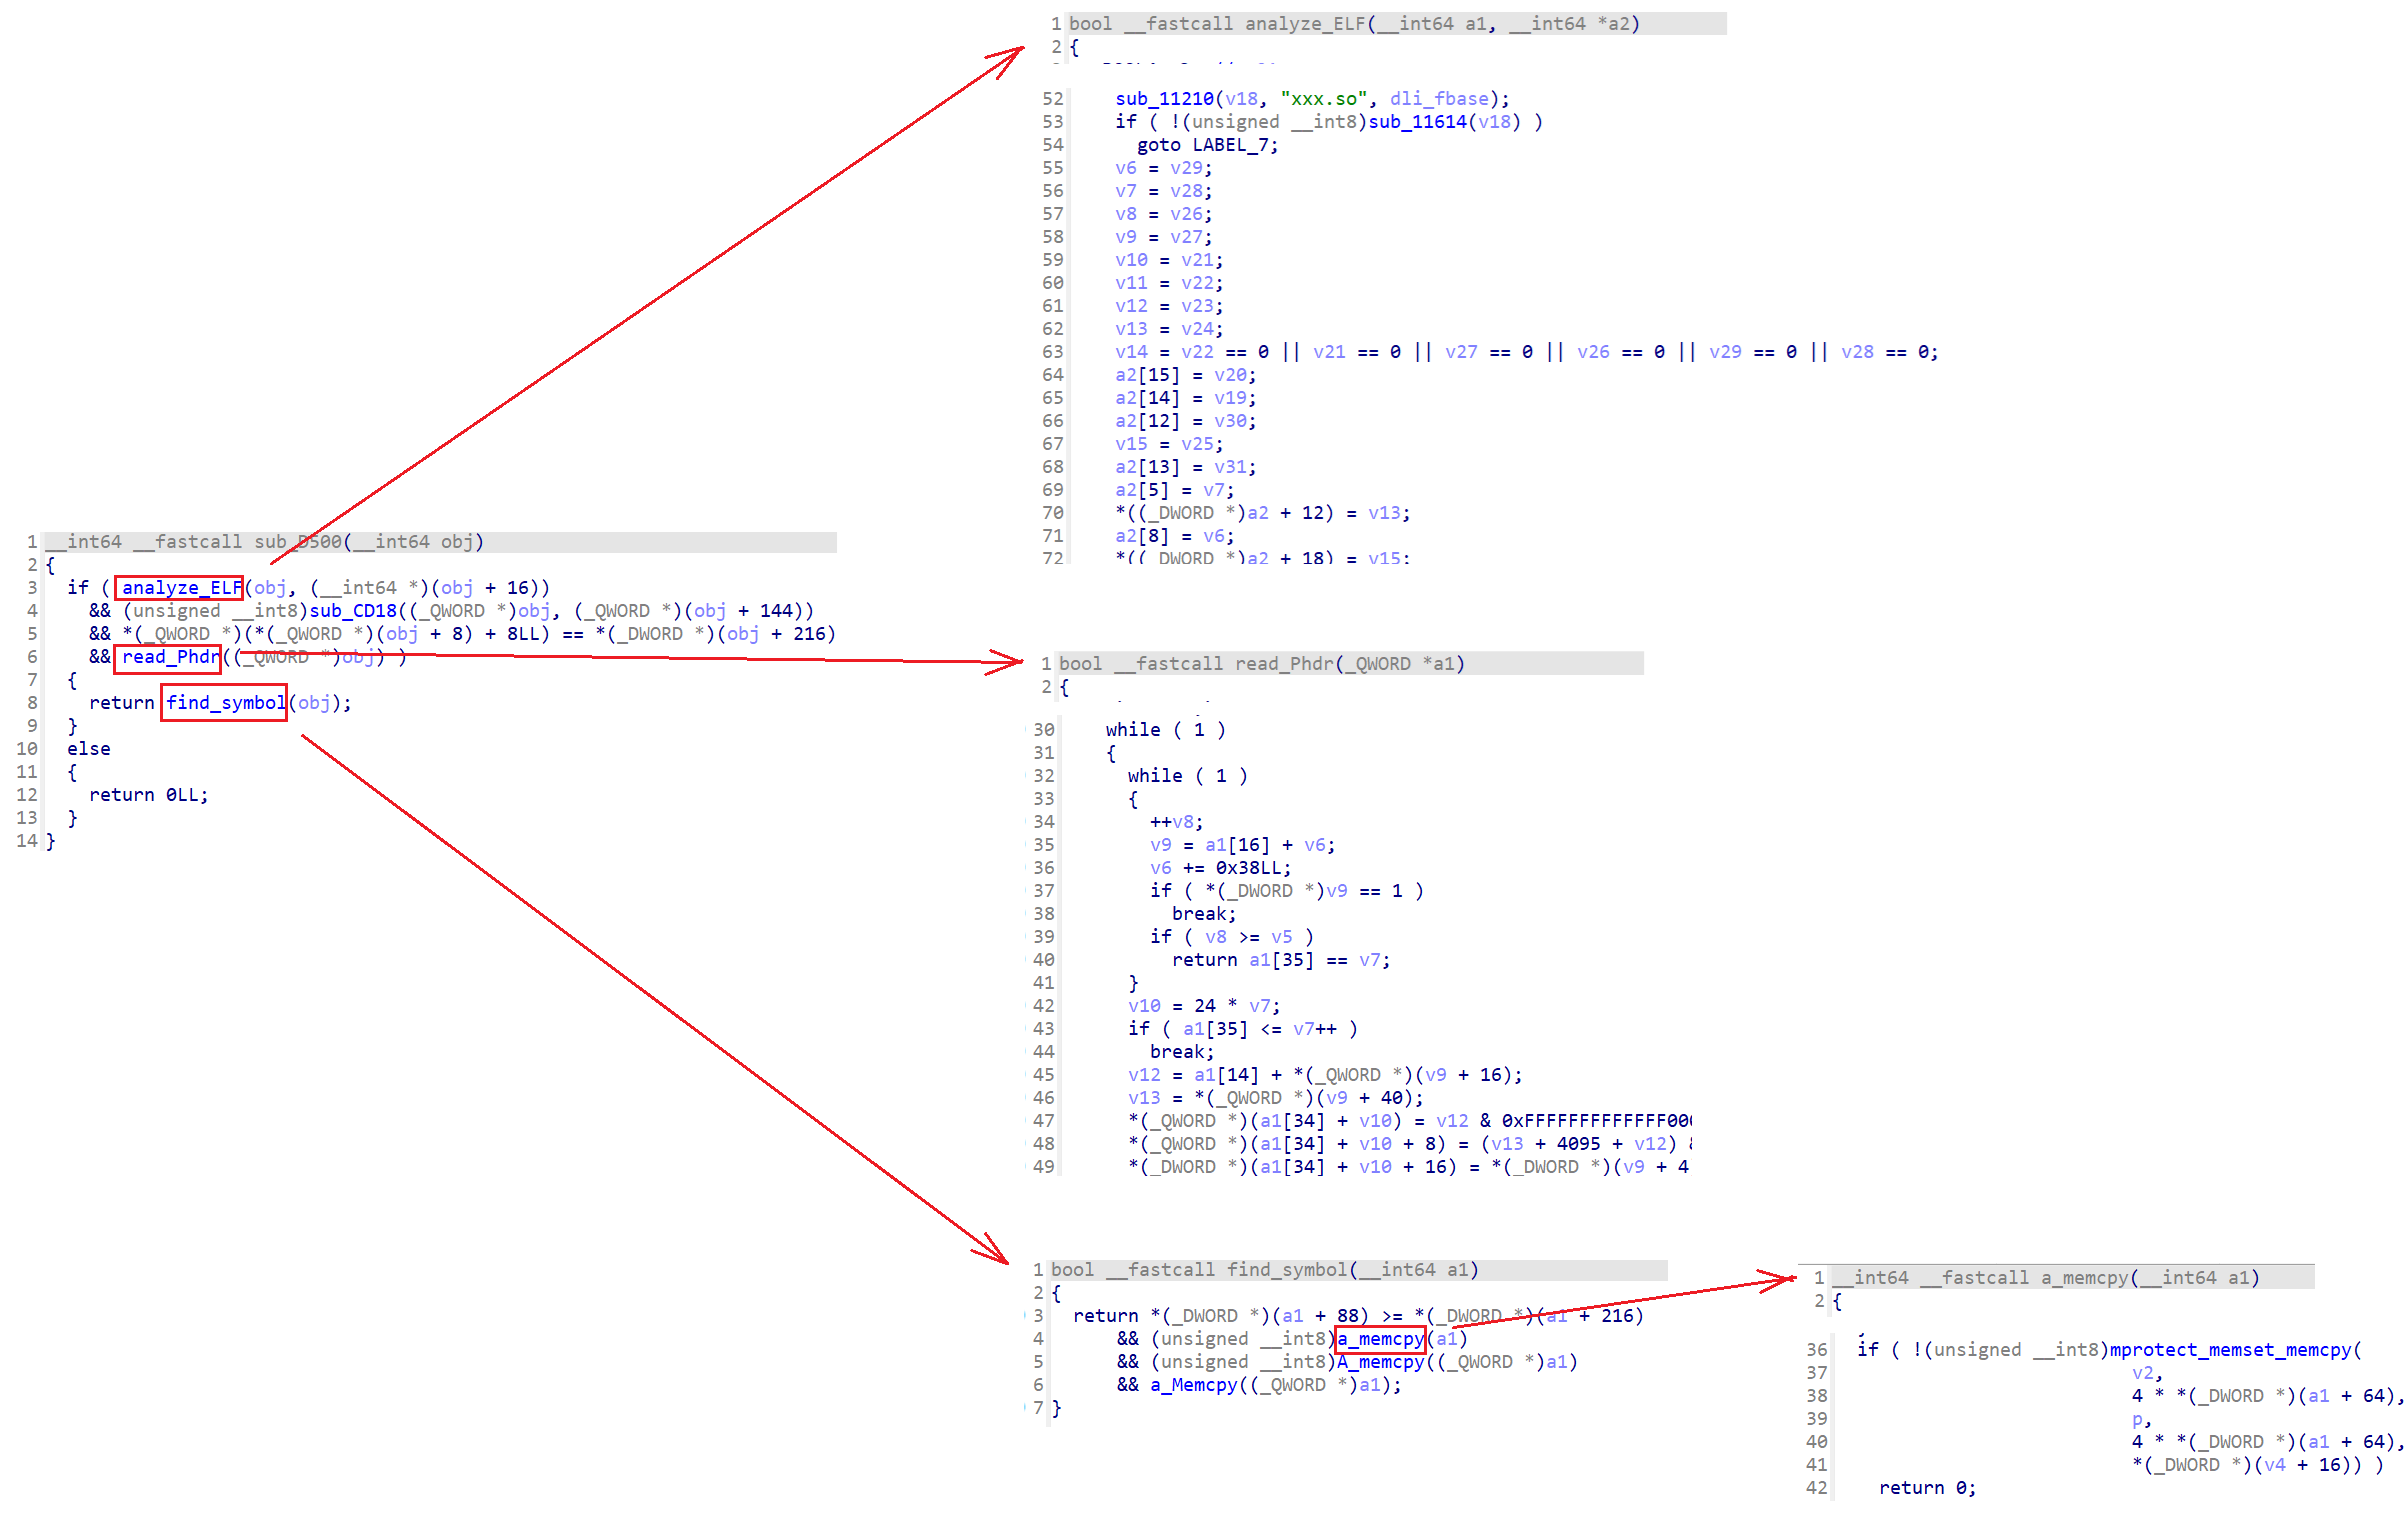 1 __int64 __fastcall sub_D500(__int64 obj)
2 {
3 if ( analyze_ELF(obj, (__int64 *)(obj + 16))
4 && (unsigned __int8)sub_CD18((_QWORD *)obj, (_QWORD *)(obj + 144))
5 && *(_QWORD *)(*(_QWORD *)(obj + 8) + 8LL) == *(_DWORD *)(obj + 216)
6 && read_Phdr((_QWORD *)obj) )
7 {
8 return find_symbol(obj);
9 }
10 else
11 {
12 return 0LL;
13 }
14 }
1 bool __fastcall analyze_ELF(__int64 a1, __int64 *a2)
2 {
52 sub_11210(v18, "xxx.so", dli_fbase);
53 if ( !(unsigned __int8)sub_11614(v18) )
54 goto LABEL_7;
55 v6 = v29;
56 v7 = v28;
57 v8 = v26;
58 v9 = v27;
59 v10 = v21;
60 v11 = v22;
61 v12 = v23;
62 v13 = v24;
63 v14 = v22 == 0 || v21 == 0 || v27 == 0 || v26 == 0 || v29 == 0 || v28 == 0;
64 a2[15] = v20;
65 a2[14] = v19;
66 a2[12] = v30;
67 v15 = v25;
68 a2[13] = v31;
69 a2[5] = v7;
70 *((_DWORD *)a2 + 12) = v13;
71 a2[8] = v6;
72 *((_DWORD *)a2 + 18) = v15;
1 bool __fastcall read_Phdr(_QWORD *a1)
2 {
30 while ( 1 )
31 {
32 while ( 1 )
33 {
34 ++v8;
35 v9 = a1[16] + v6;
36 v6 += 0x38LL;
37 if ( *(_DWORD *)v9 == 1 )
38 break;
39 if ( v8 >= v5 )
40 return a1[35] == v7;
41 }
42 v10 = 24 * v7;
43 if ( a1[35] <= v7++ )
44 break;
45 v12 = a1[14] + *(_QWORD *)(v9 + 16);
46 v13 = *(_QWORD *)(v9 + 40);
47 *(_QWORD *)(a1[34] + v10) = v12 & 0xFFFFFFFFFFFFF00
48 *(_QWORD *)(a1[34] + v10 + 8) = (v13 + 4095 + v12)
49 *(_DWORD *)(a1[34] + v10 + 16) = *(_DWORD *)(v9 + 4
1 bool __fastcall find_symbol(__int64 a1)
2 {
3 return *(_DWORD *)(a1 + 88) >= *(_DWORD *)(a1 + 216)
4 && (unsigned __int8)a_memcpy(a1)
5 && (unsigned __int8)A_memcpy((_QWORD *)a1)
6 && a_Memcpy((_QWORD *)a1);
7 }
1 __int64 __fastcall a_memcpy(__int64 a1)
2 {
36 if ( !(unsigned __int8)mprotect_memset_memcpy(
37 v2,
38 4 * *(_DWORD *)(a1 + 64),
39 p,
40 4 * *(_DWORD *)(a1 + 64),
41 *(_DWORD *)(v4 + 16)) )
42 return 0;